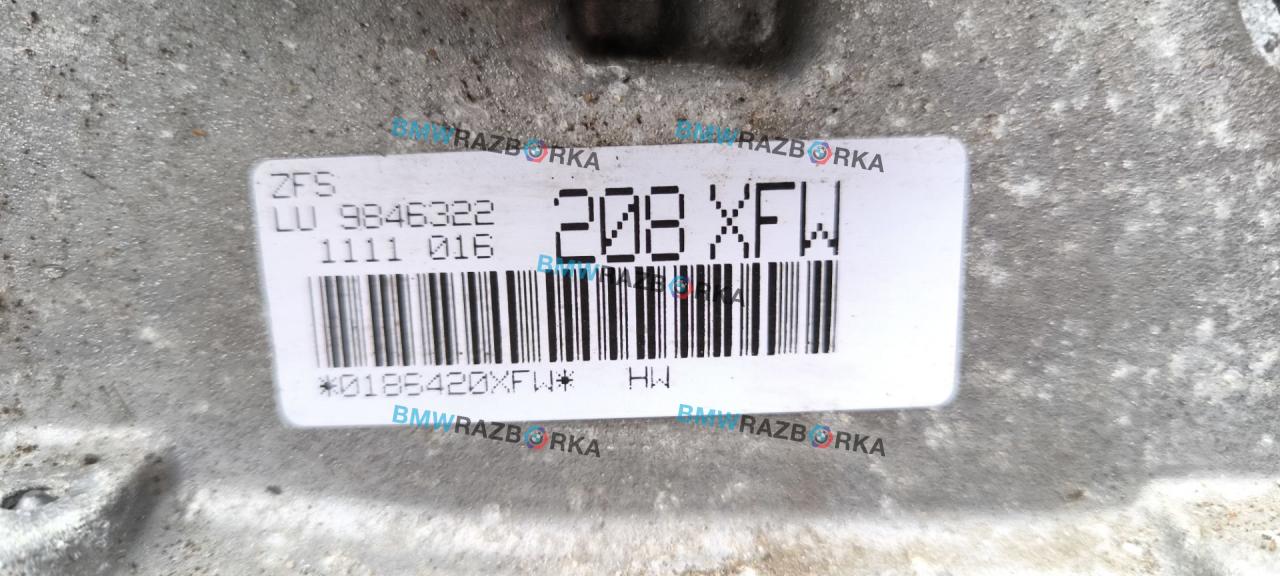 BMWRAZBORKA BMWRAZBORKA
ZFS
LU 9846322
1111 016
208 XFW
BMWRAZBORKA
*0186420XFW* HW
BMWRAZBORKA BMWRAZBORKA